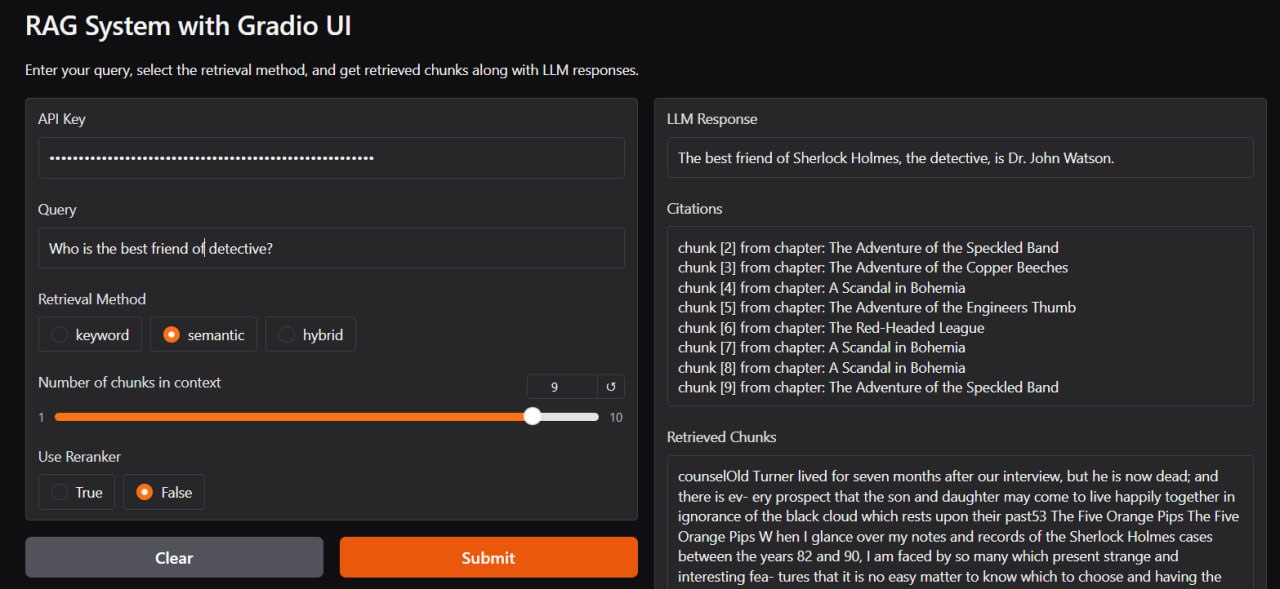 RAG System with Gradio UI
Enter your query, select the retrieval method, and get retrieved chunks along with LLM responses.
API Key
Query
Who is the best friend of detective?
Retrieval Method
keyword
semantic
hybrid
Number of chunks in context
9
↺
1
10
Use Reranker
True
False
Clear
Submit
LLM Response
The best friend of Sherlock Holmes, the detective, is Dr. John Watson.
Citations
chunk [2] from chapter: The Adventure of the Speckled Band
chunk [3] from chapter: The Adventure of the Copper Beeches
chunk [4] from chapter: A Scandal in Bohemia
chunk [5] from chapter: The Adventure of the Engineers Thumb
chunk [6] from chapter: The Red-Headed League
chunk [7] from chapter: A Scandal in Bohemia
chunk [8] from chapter: A Scandal in Bohemia
chunk [9] from chapter: The Adventure of the Speckled Band
Retrieved Chunks
counselOld Turner lived for seven months after our interview, but he is now dead; and
there is ev- ery prospect that the son and daughter may come to live happily together in
ignorance of the black cloud which rests upon their past53 The Five Orange Pips The Five
Orange Pips W hen I glance over my notes and records of the Sherlock Holmes cases
between the years 82 and 90, I am faced by so many which present strange and
interesting fea- tures that it is no easy matter to know which to choose and having the